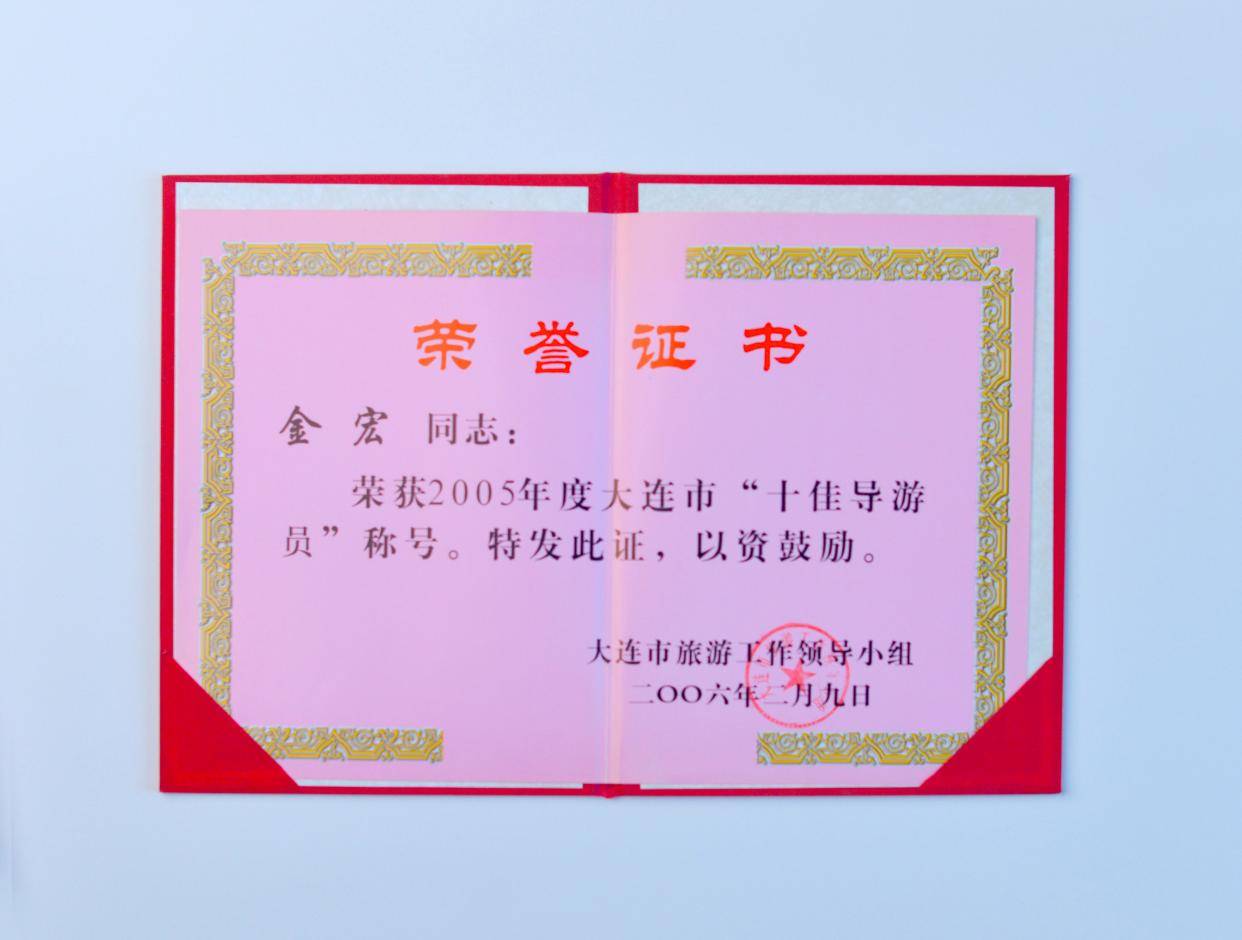 荣誉证书
金宏 同志：
荣获2005年度大连市“十佳导游
员”称号。特发此证，以资鼓励。
大连市旅游工作领导小组
二〇〇六年二月九日